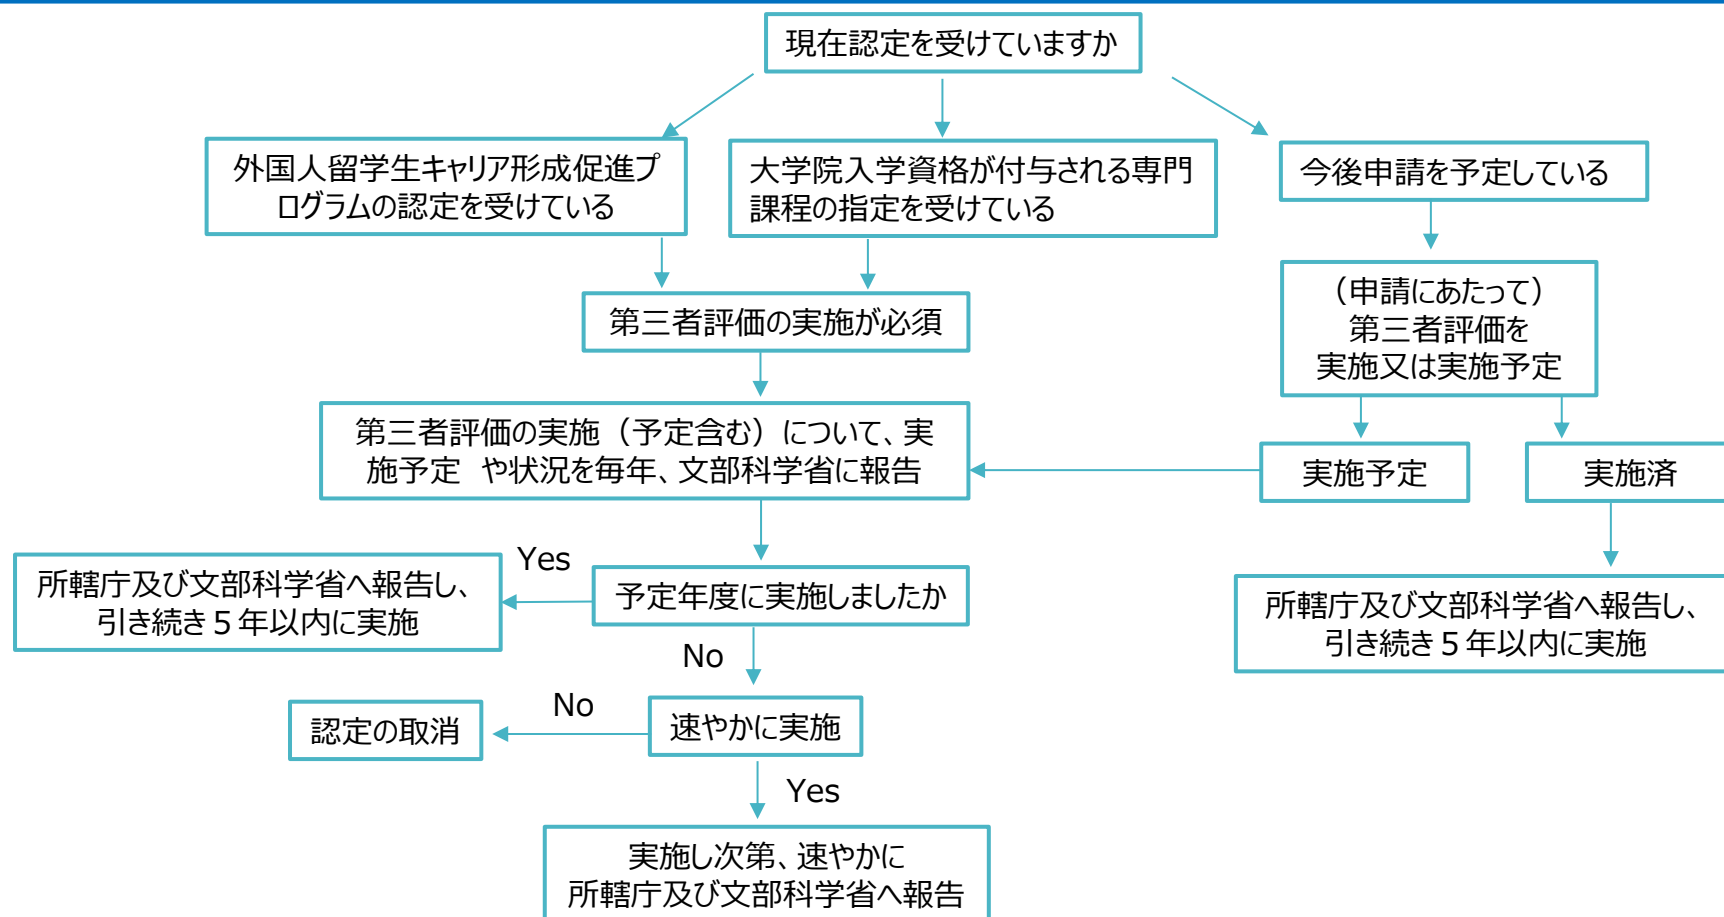 現在認定を受けていますか
外国人留学生キャリア形成促進プ
ログラムの認定を受けている
大学院入学資格が付与される専門
課程の指定を受けている
今後申請を予定している
第三者評価の実施が必須
（申請にあたって）
第三者評価を
実施又は実施予定
第三者評価の実施（予定含む）について、実
施予定　や状況を毎年、文部科学省に報告
実施予定
実施済
Yes
所轄庁及び文部科学省へ報告し、
引き続き５年以内に実施
予定年度に実施しましたか
所轄庁及び文部科学省へ報告し、
引き続き５年以内に実施
No
No
認定の取消
速やかに実施
Yes
実施し次第、速やかに
所轄庁及び文部科学省へ報告